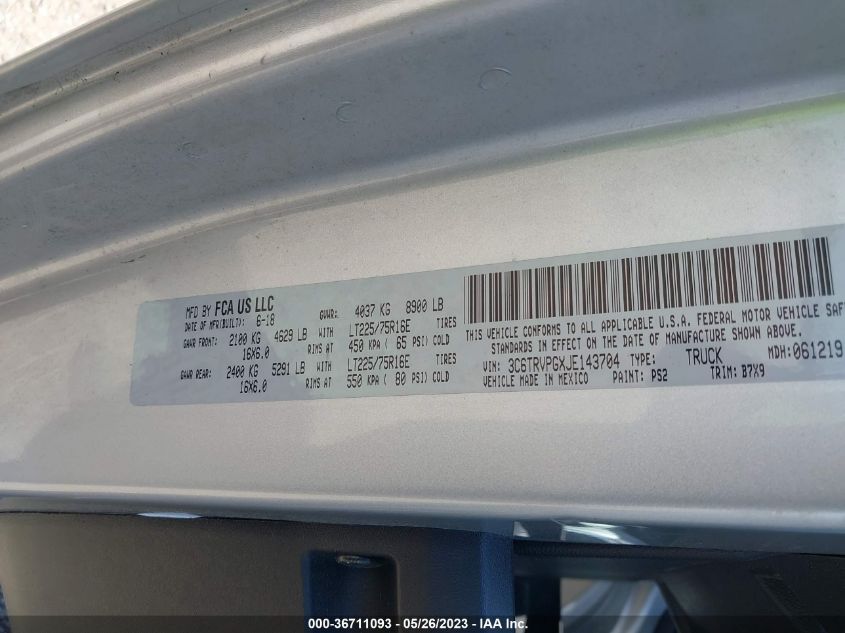 MFD BY FCA US LLC
DATE OF MFR(BUILT): 6-18 GVWR: 4037 KG 8900 LB
GAWR FRONT: 2100 KG 4629 LB WITH LT225/75R16E TIRES
16X6.0 RIMS AT 450 KPA ( 65 PSI) COLD
GAWR REAR: 2400 KG 5291 LB WITH LT225/75R16E TIRES
16X6.0 RIMS AT 550 KPA ( 80 PSI) COLD
THIS VEHICLE CONFORMS TO ALL APPLICABLE U.S.A. FEDERAL MOTOR VEHICLE SAF
STANDARDS IN EFFECT ON THE DATE OF MANUFACTURE SHOWN ABOVE.
VIN: 3C6TRVPGXJE143704 TYPE: TRUCK MDH:061219
VEHICLE MADE IN MEXICO PAINT: PS2 TRIM: B7X9
000-36711093 - 05/26/2023 - IAA Inc.